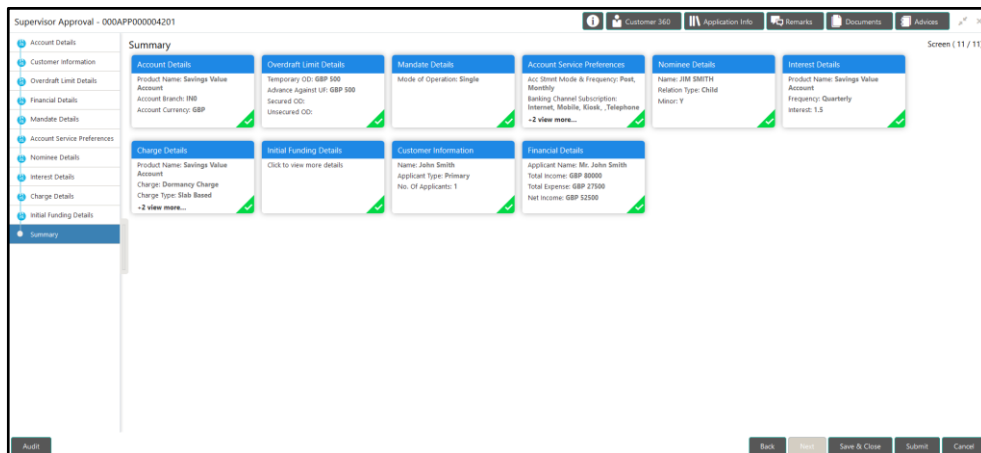 Supervisor Approval - 000APP000004201
Customer 360
Application Info
Remarks
Documents
Advices
Account Details
Customer Information
Overdraft Limit Details
Financial Details
Mandate Details
Account Service Preferences
Nominee Details
Interest Details
Charge Details
Initial Funding Details
Summary
Summary
Screen ( 11 / 11)
Account Details
Product Name: Savings Value
Account
Account Branch: IN0
Account Currency: GBP
Overdraft Limit Details
Temporary OD: GBP 500
Advance Against UF: GBP 500
Secured OD:
Unsecured OD:
Mandate Details
Mode of Operation: Single
Account Service Preferences
Acc Stmnt Mode & Frequency: Post,
Monthly
Banking Channel Subscription:
Internet, Mobile, Kiosk, ,Telephone
+2 view more...
Nominee Details
Name: JIM SMITH
Relation Type: Child
Minor: Y
Interest Details
Product Name: Savings Value
Account
Frequency: Quarterly
Interest: 1.5
Charge Details
Product Name: Savings Value
Account
Charge: Dormancy Charge
Charge Type: Slab Based
+2 view more...
Initial Funding Details
Click to view more details
Customer Information
Name: John Smith
Applicant Type: Primary
No. Of Applicants: 1
Financial Details
Applicant Name: Mr. John Smith
Total Income: GBP 80000
Total Expense: GBP 27500
Net Income: GBP 52500
Audit
Back
Next
Save & Close
Submit
Cancel